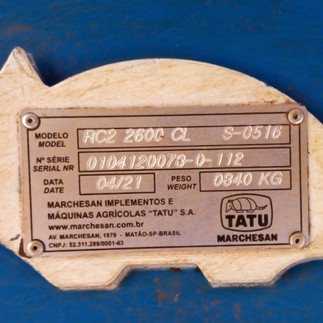 MODELO RC2 2600 CL S-0516
MODEL
Nº SÉRIE 0104120073-0-112
SERIAL NR
DATA 04/21 PESO 0840 KG
DATE WEIGHT
MARCHESAN IMPLEMENTOS E
MÁQUINAS AGRÍCOLAS "TATU" S.A.
www.marchesan.com.br
AV. MARCHESAN, 1979 - MATÃO-SP-BRASIL
CNPJ: 52.311.289/0001-63
TATU
MARCHESAN